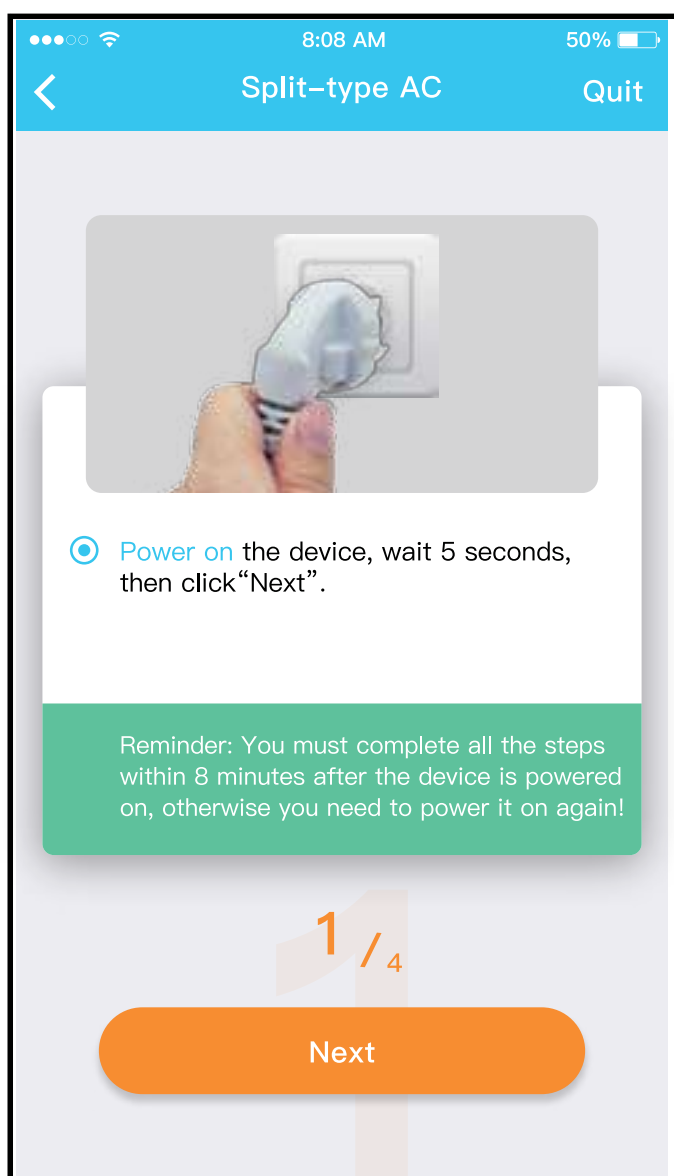 8:08 AM
50%
Split-type AC
Quit
Power on the device, wait 5 seconds,
then click“Next”.
Reminder: You must complete all the steps
within 8 minutes after the device is powered
on, otherwise you need to power it on again!
1
1/4
Next